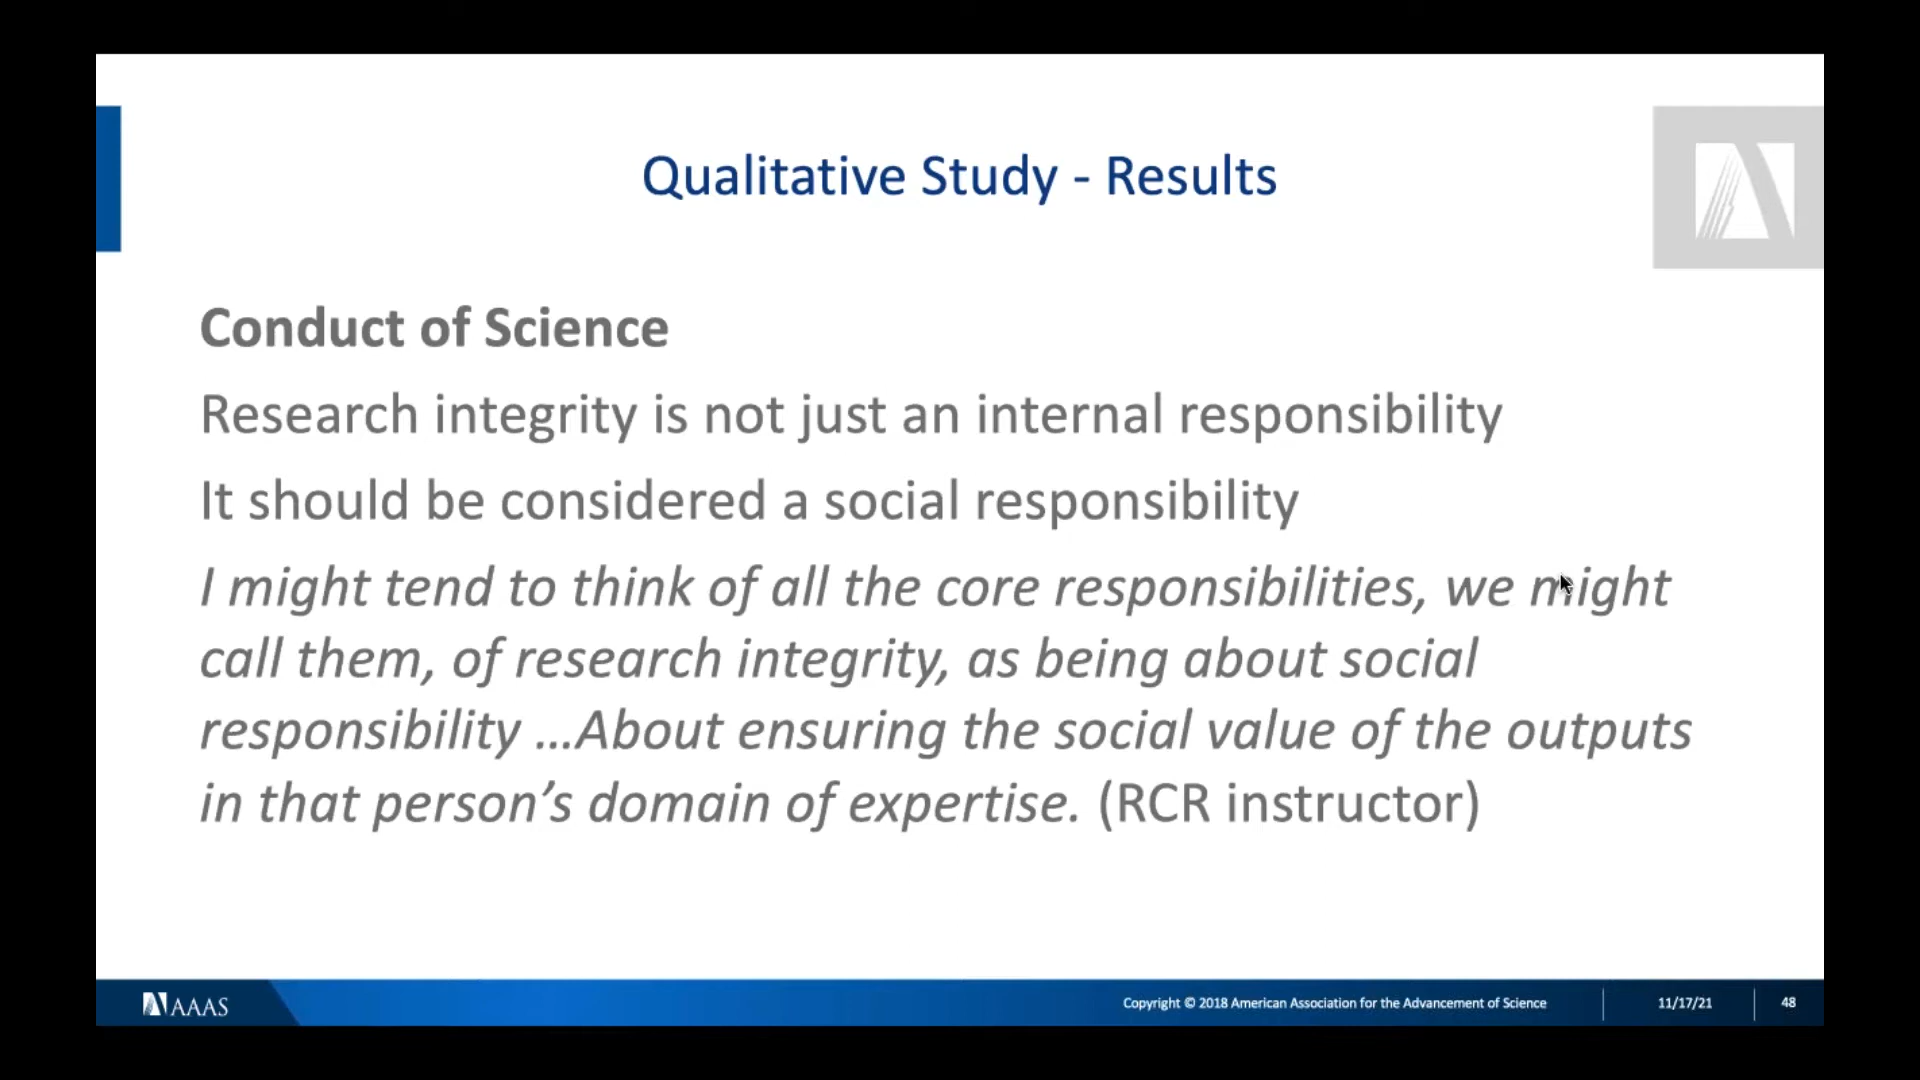 Qualitative Study - Results
Conduct of Science
Research integrity is not just an internal responsibility
It should be considered a social responsibility
I might tend to think of all the core responsibilities, we might
call them, of research integrity, as being about social
responsibility ...About ensuring the social value of the outputs
in that person’s domain of expertise. (RCR instructor)
AAAS
Copyright © 2018 American Association for the Advancement of Science
11/17/21
48